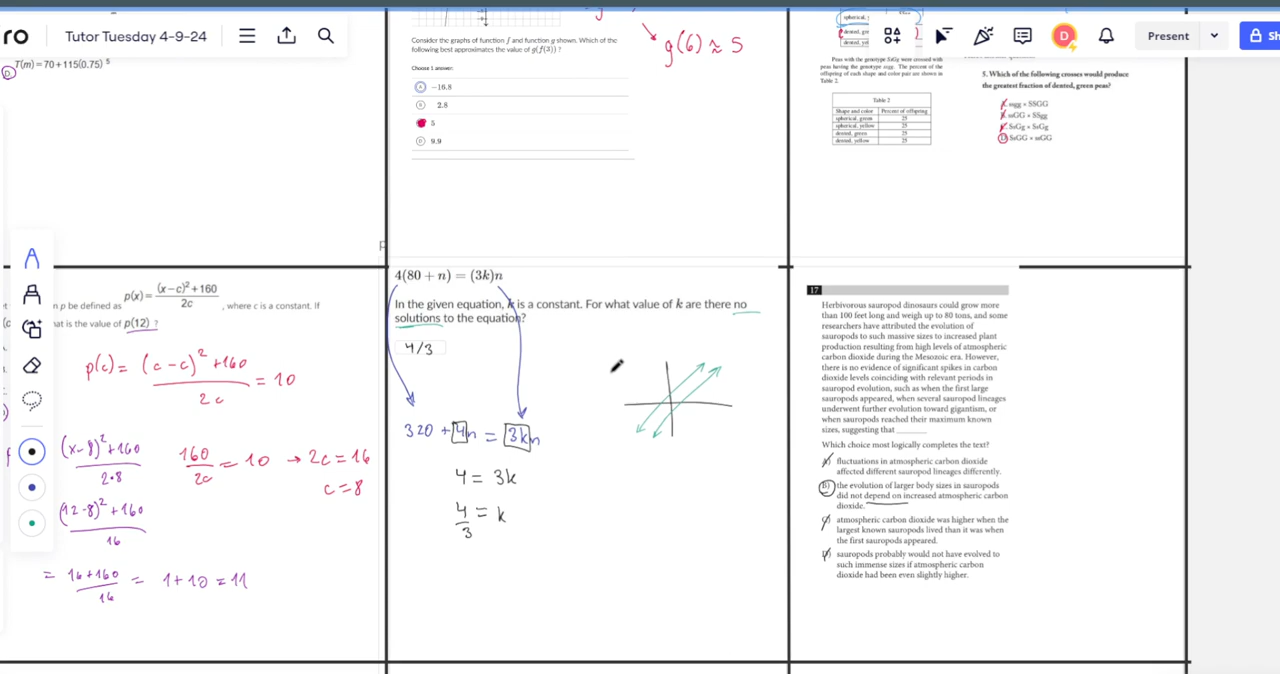 ro
Tutor Tuesday 4-9-24
Present
D
T(m) = 70+115(0.75) ⁵
Consider the graphs of function f and function g shown. Which of the
following best approximates the value of g(f(3)) ?
Choose 1 answer:
A −16.8
2.8
5
D 9.9
g(6) ≈ 5
spherical,
dented, gre
dented, yel
Peas with the genotype SsGg were crossed with
peas having the genotype ssgg. The percent of the
offspring of each shape and color pair are shown in
Table 2.
Table 2
Shape and color Percent of offspring
spherical, green 25
spherical, yellow 25
dented, green 25
dented, yellow 25
5. Which of the following crosses would produce
the greatest fraction of dented, green peas?
ssgg × SSGG
ssGG × SSgg
SsGg × SsGg
D SsGG × ssGG
n p be defined as p(x) = (x−c)²+160 / 2c , where c is a constant. If
at is the value of p(12) ?
p(c) = (c-c)²+160 / 2c = 10
(x-8)²+160 / 2·8
160 / 2c = 10 → 2c = 16
c = 8
(12-8)²+160 / 16
= 16+160 / 16 = 1+10 = 11
4(80 + n) = (3k)n
In the given equation, k is a constant. For what value of k are there no
solutions to the equation?
4/3
320 + 4n = 3kn
4 = 3k
4/3 = k
17
Herbivorous sauropod dinosaurs could grow more
than 100 feet long and weigh up to 80 tons, and some
researchers have attributed the evolution of
sauropods to such massive sizes to increased plant
production resulting from high levels of atmospheric
carbon dioxide during the Mesozoic era. However,
there is no evidence of significant spikes in carbon
dioxide levels coinciding with relevant periods in
sauropod evolution, such as when the first large
sauropods appeared, when several sauropod lineages
underwent further evolution toward gigantism, or
when sauropods reached their maximum known
sizes, suggesting that ______
Which choice most logically completes the text?
A) fluctuations in atmospheric carbon dioxide
affected different sauropod lineages differently.
B) the evolution of larger body sizes in sauropods
did not depend on increased atmospheric carbon
dioxide.
atmospheric carbon dioxide was higher when the
largest known sauropods lived than it was when
the first sauropods appeared.
D) sauropods probably would not have evolved to
such immense sizes if atmospheric carbon
dioxide had been even slightly higher.